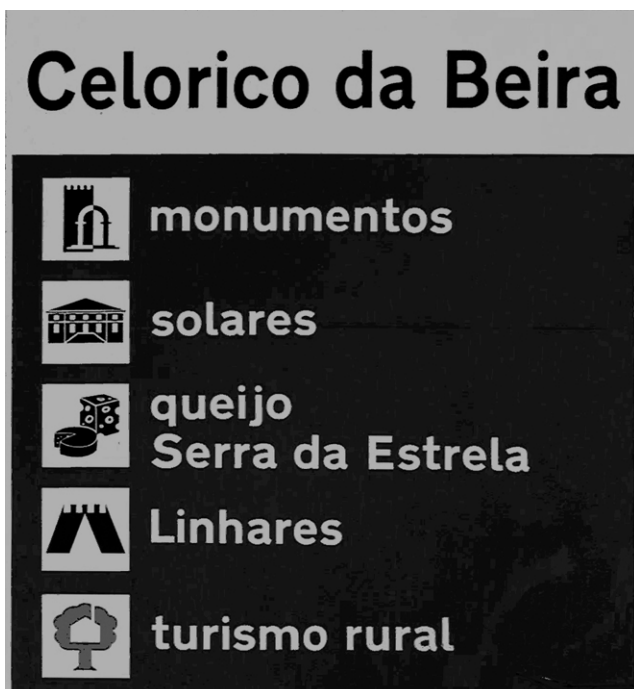 Celorico da Beira
monumentos
solares
queijo
Serra da Estrela
Linhares
turismo rural